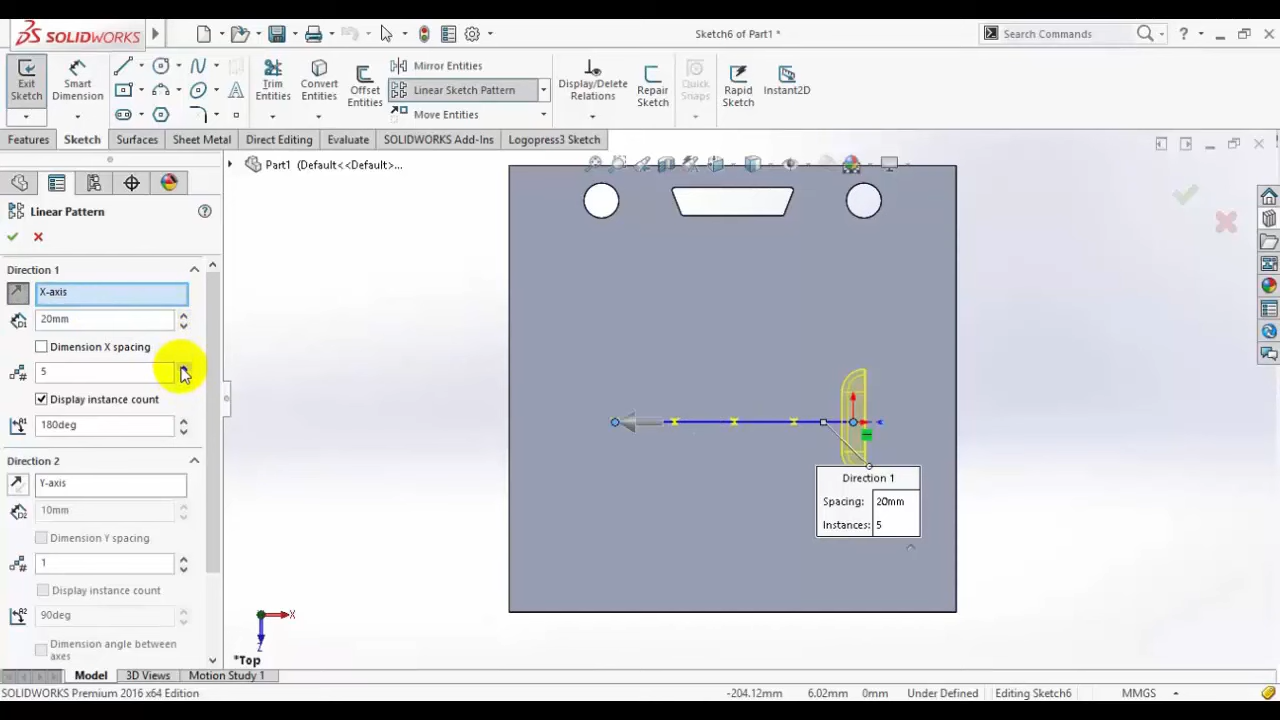 SOLIDWORKS
Sketch6 of Part1 *
Search Commands
?
Exit Sketch
Smart Dimension
Trim Entities
Convert Entities
Offset Entities
Mirror Entities
Linear Sketch Pattern
Move Entities
Display/Delete Relations
Repair Sketch
Quick Snaps
Rapid Sketch
Instant2D
Features
Sketch
Surfaces
Sheet Metal
Direct Editing
Evaluate
SOLIDWORKS Add-Ins
Logopress3 Sketch
Part1 (Default<<Default>...
Linear Pattern
Direction 1
X-axis
20mm
Dimension X spacing
5
Display instance count
180deg
Direction 2
Y-axis
10mm
Dimension Y spacing
1
Display instance count
90deg
Dimension angle between
axes
Direction 1
Spacing: 20mm
Instances: 5
X
Z
*Top
Model
3D Views
Motion Study 1
SOLIDWORKS Premium 2016 x64 Edition
-204.12mm
6.02mm
0mm
Under Defined
Editing Sketch6
MMGS